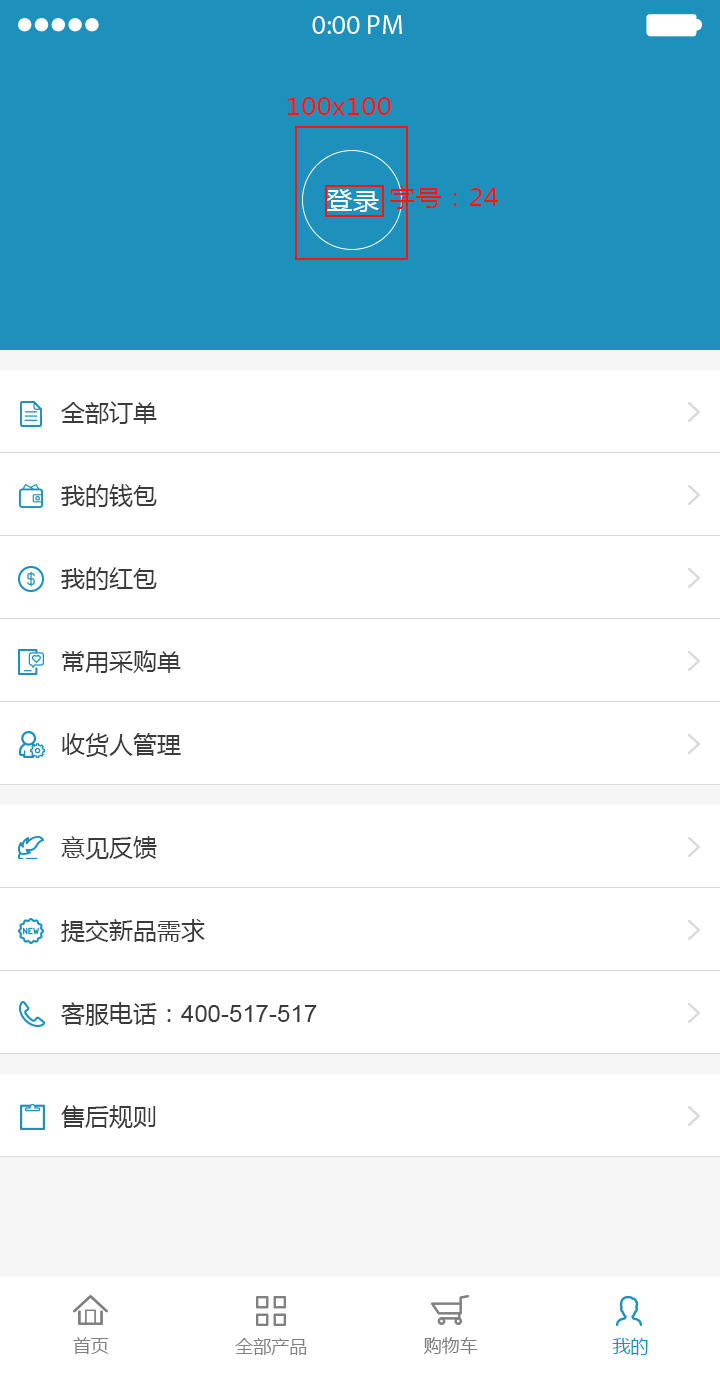 0:00 PM
100x100
登录 字号：24
全部订单
我的钱包
我的红包
常用采购单
收货人管理
意见反馈
NEW
提交新品需求
客服电话：400-517-517
售后规则
首页 全部产品 购物车 我的